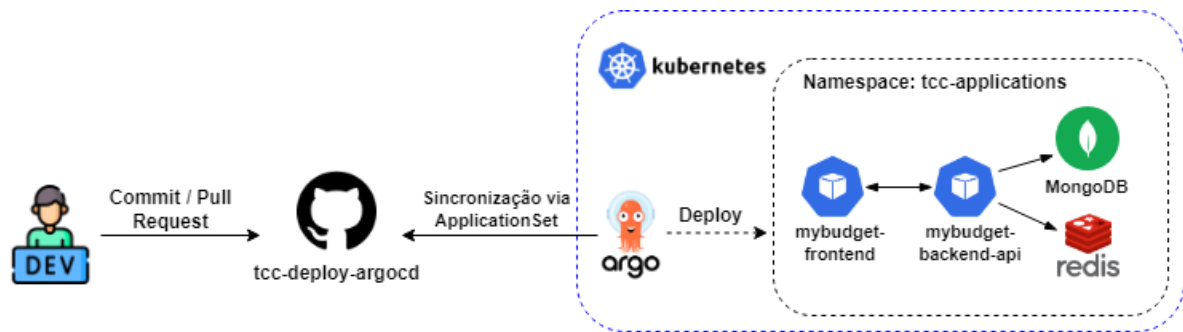 kubernetes
Namespace: tcc-applications
Commit / Pull
Request
DEV
tcc-deploy-argocd
Sincronização via
ApplicationSet
argo
Deploy
mybudget-
frontend
mybudget-
backend-api
MongoDB
redis